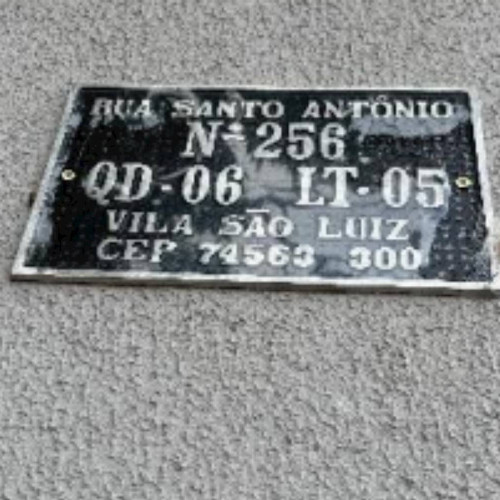 RUA SANTO ANTÔNIO
Nº 256
QD-06 LT-05
VILA SÃO LUIZ
CEP 74563 300